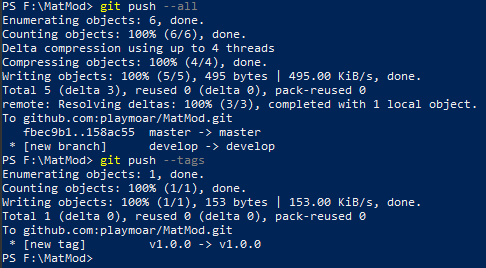 PS F:\MatMod> git push --all
Enumerating objects: 6, done.
Counting objects: 100% (6/6), done.
Delta compression using up to 4 threads
Compressing objects: 100% (4/4), done.
Writing objects: 100% (5/5), 495 bytes | 495.00 KiB/s, done.
Total 5 (delta 3), reused 0 (delta 0), pack-reused 0
remote: Resolving deltas: 100% (3/3), completed with 1 local object.
To github.com:playmoar/MatMod.git
   fbec9b1..158ac55  master -> master
 * [new branch]      develop -> develop
PS F:\MatMod> git push --tags
Enumerating objects: 1, done.
Counting objects: 100% (1/1), done.
Writing objects: 100% (1/1), 153 bytes | 153.00 KiB/s, done.
Total 1 (delta 0), reused 0 (delta 0), pack-reused 0
To github.com:playmoar/MatMod.git
 * [new tag]         v1.0.0 -> v1.0.0
PS F:\MatMod>